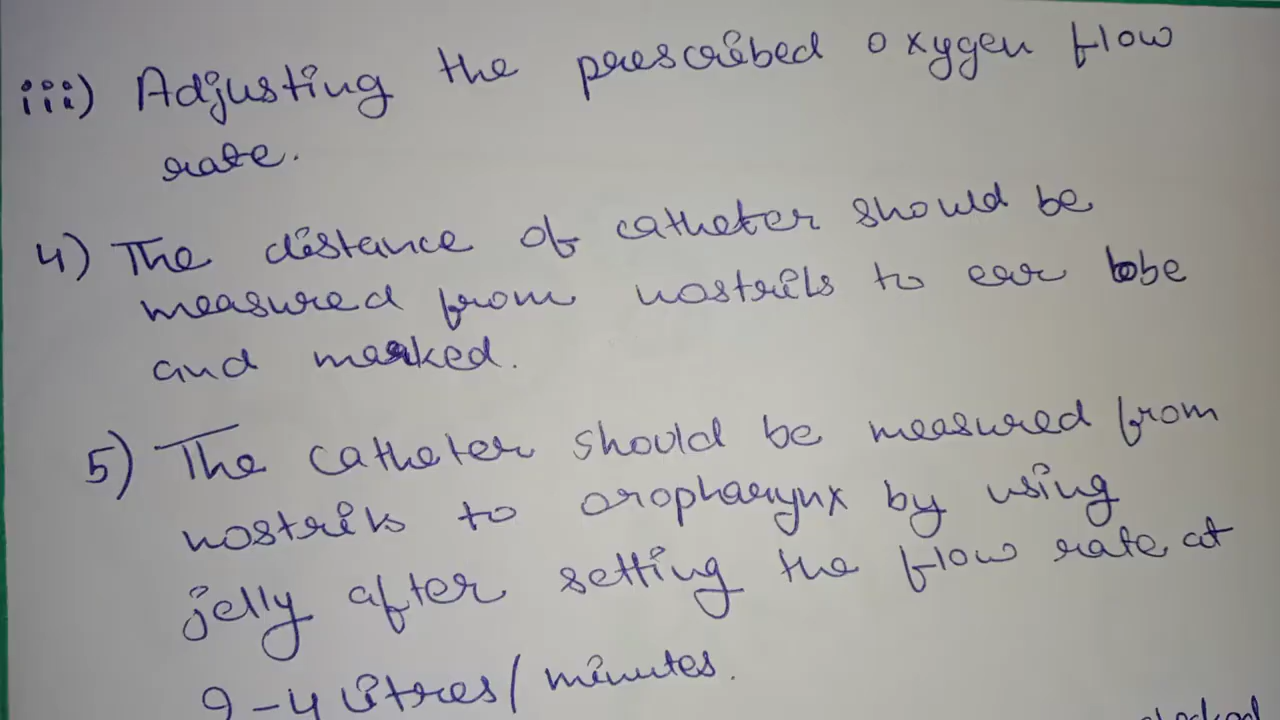 iii) Adjusting the prescribed oxygen flow
rate.
4) The distance of catheter should be
measured from nostrils to ear lobe
and marked.
5) The catheter should be measured from
nostrils to oropharynx by using
jelly after setting the flow rate at
2-4 litres/minutes.